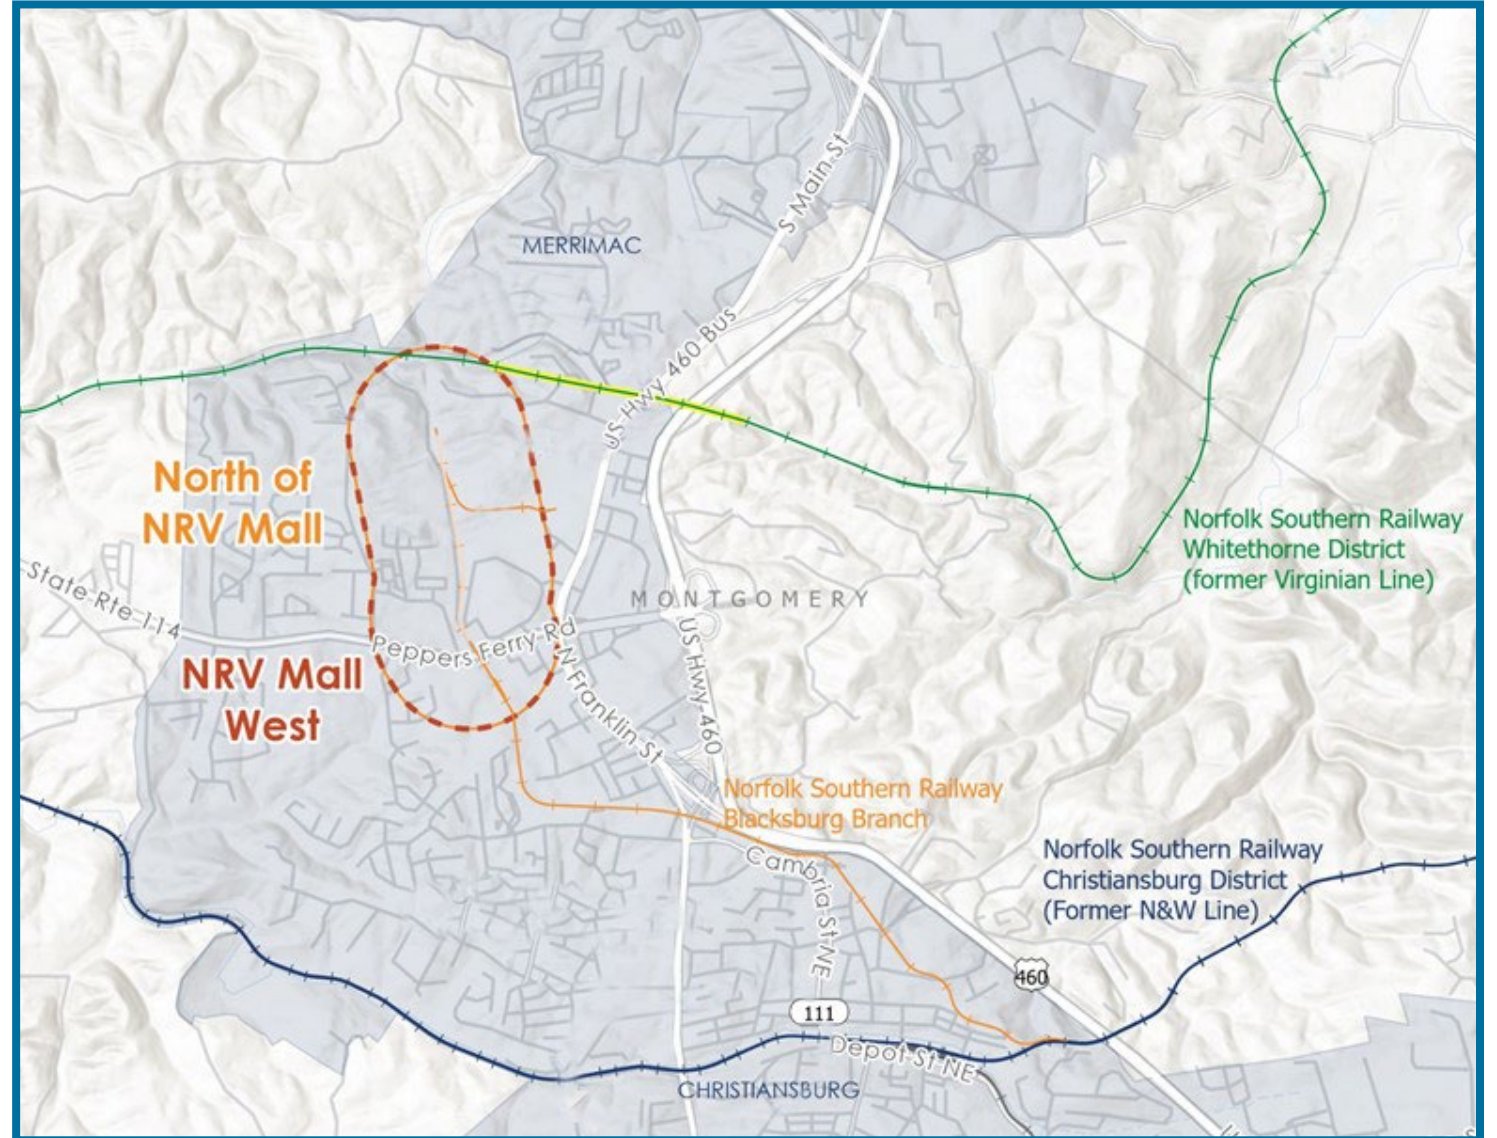 S Main St
MERRIMAC
US Hwy 460 Bus
North of
NRV Mall
Norfolk Southern Railway
Whitethorne District
(former Virginian Line)
State Rte 114
MONTGOMERY
Peppers Ferry Rd
NRV Mall
West
N Franklin St
US Hwy 460
Norfolk Southern Railway
Blacksburg Branch
Norfolk Southern Railway
Christiansburg District
(Former N&W Line)
Cambria St NE
460
111
Depot St NE
CHRISTIANSBURG